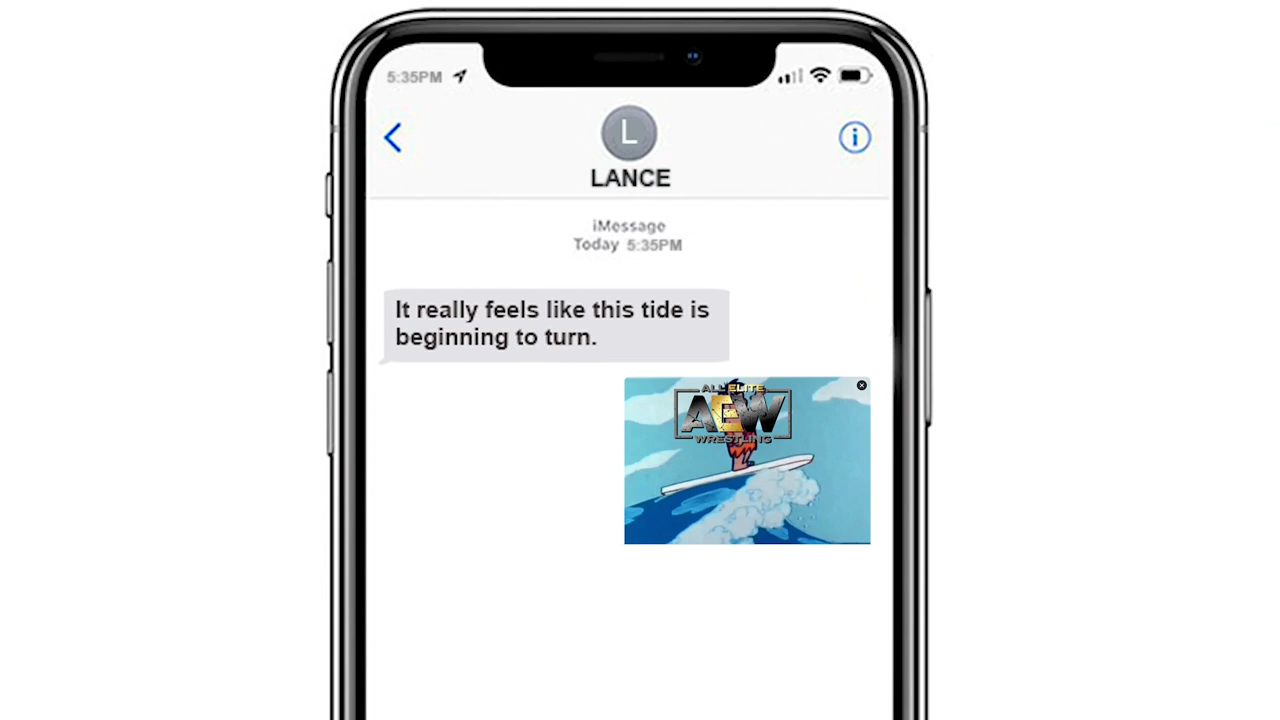 5:35PM
L
LANCE
iMessage
Today 5:35PM
It really feels like this tide is
beginning to turn.
ALL ELITE
AEW
WRESTLING